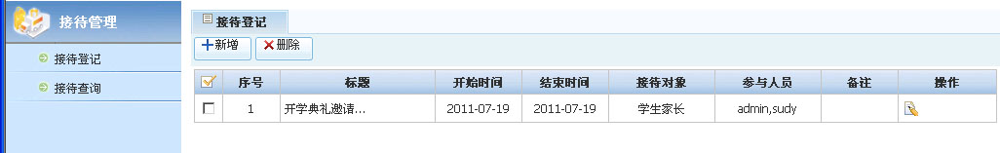 接待管理
接待登记
接待查询
接待登记
新增 删除
序号 标题 开始时间 结束时间 接待对象 参与人员 备注 操作
1 开学典礼邀请... 2011-07-19 2011-07-19 学生家长 admin,sudy